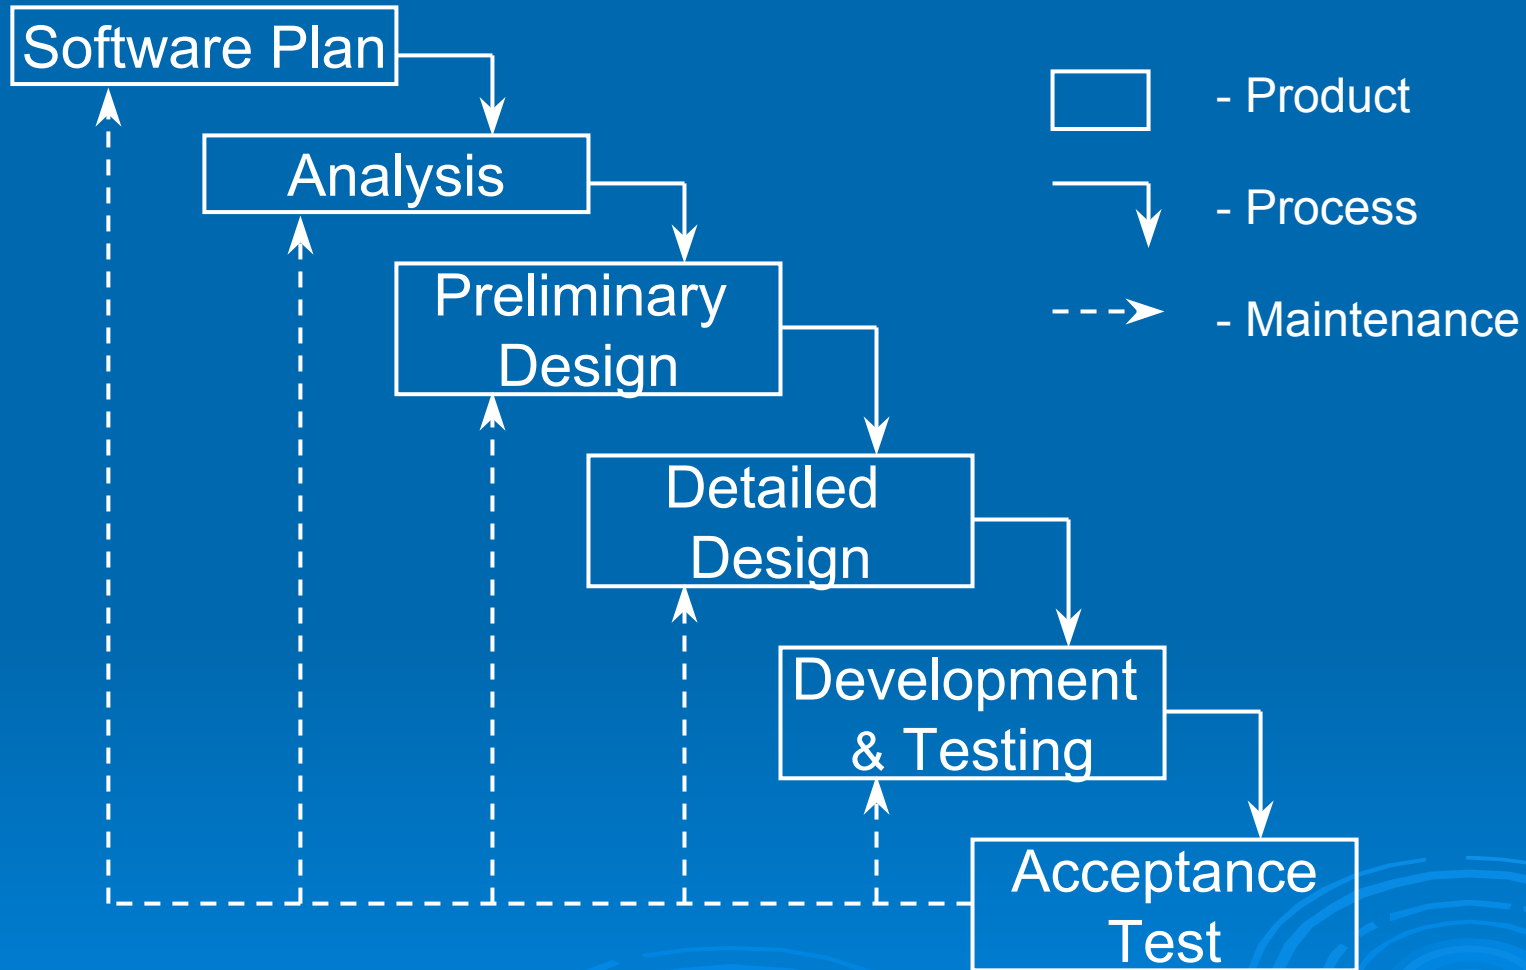 Software Plan
Analysis
Preliminary
Design
Detailed
Design
Development
& Testing
Acceptance
Test
- Product
- Process
- Maintenance